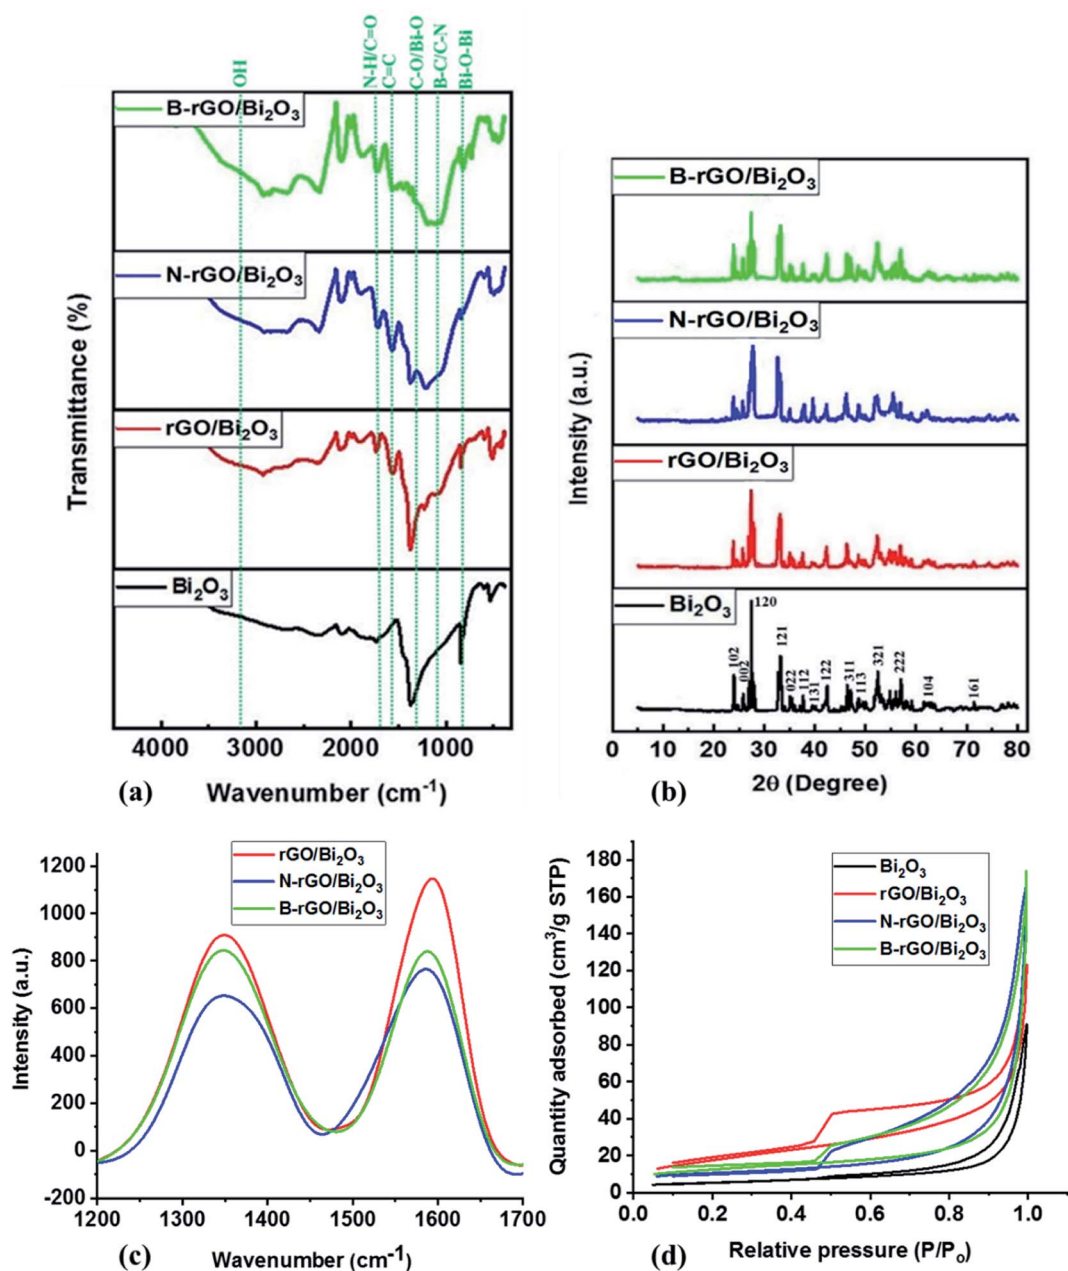 OH
N-H/C=O
C=C
C-O/Bi-O
B-C/C-N
Bi-O-Bi
B-rGO/Bi₂O₃
N-rGO/Bi₂O₃
rGO/Bi₂O₃
Bi₂O₃
Transmittance (%)
4000 3000 2000 1000
Wavenumber (cm⁻¹)
(a)
B-rGO/Bi₂O₃
N-rGO/Bi₂O₃
rGO/Bi₂O₃
Bi₂O₃
102
002
120
121
022
112
131
122
311
113
321
222
104
161
Intensity (a.u.)
0 10 20 30 40 50 60 70 80
2θ (Degree)
(b)
rGO/Bi₂O₃
N-rGO/Bi₂O₃
B-rGO/Bi₂O₃
1200
1000
800
600
400
200
0
-200
Intensity (a.u.)
1200 1300 1400 1500 1600 1700
Wavenumber (cm⁻¹)
(c)
Bi₂O₃
rGO/Bi₂O₃
N-rGO/Bi₂O₃
B-rGO/Bi₂O₃
180
160
140
120
100
80
60
40
20
0
Quantity adsorbed (cm³/g STP)
0.0 0.2 0.4 0.6 0.8 1.0
Relative pressure (P/Pₒ)
(d)